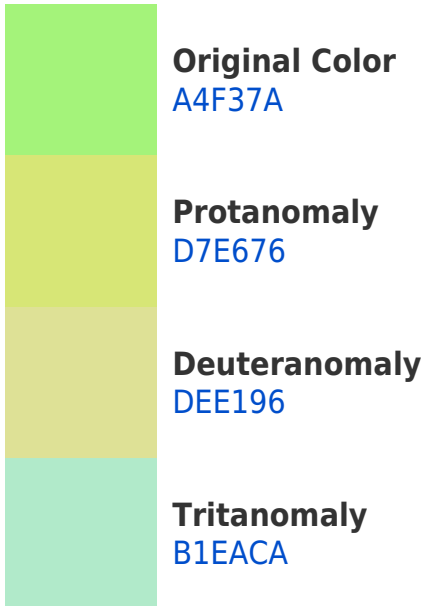 Original Color
A4F37A
Protanomaly
D7E676
Deuteranomaly
DEE196
Tritanomaly
B1EACA